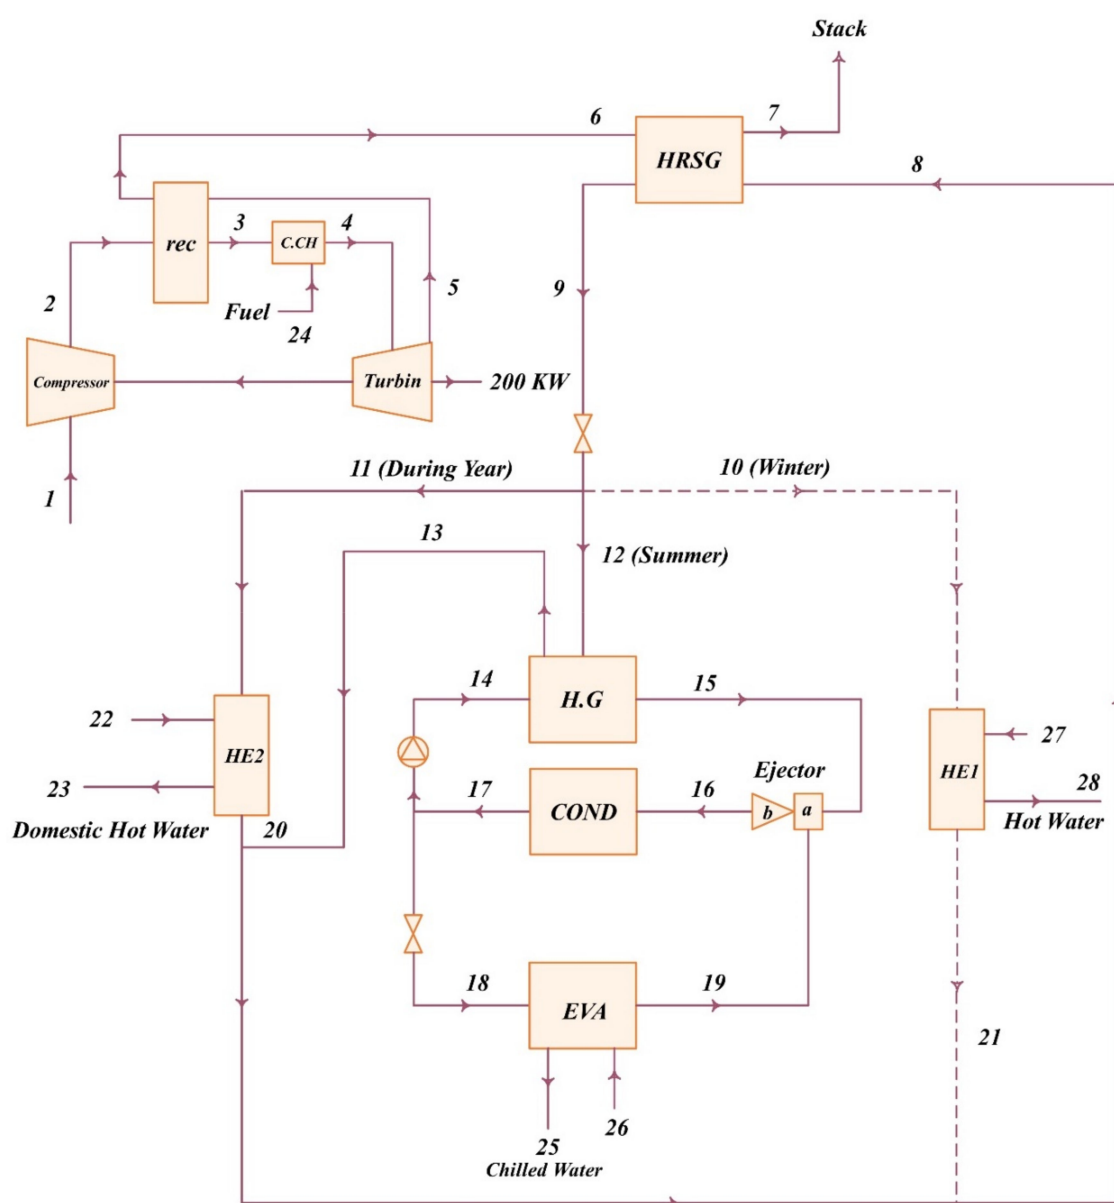 Stack
7
6
HRSG
8
3
4
rec
C.CH
9
5
2
Fuel
24
Compressor
Turbin
200 KW
11 (During Year)
10 (Winter)
1
13
12 (Summer)
14
15
H.G
22
27
HE2
Ejector
HE1
17
16
28
23
COND
b
a
Domestic Hot Water
20
Hot Water
18
19
EVA
21
25
26
Chilled Water